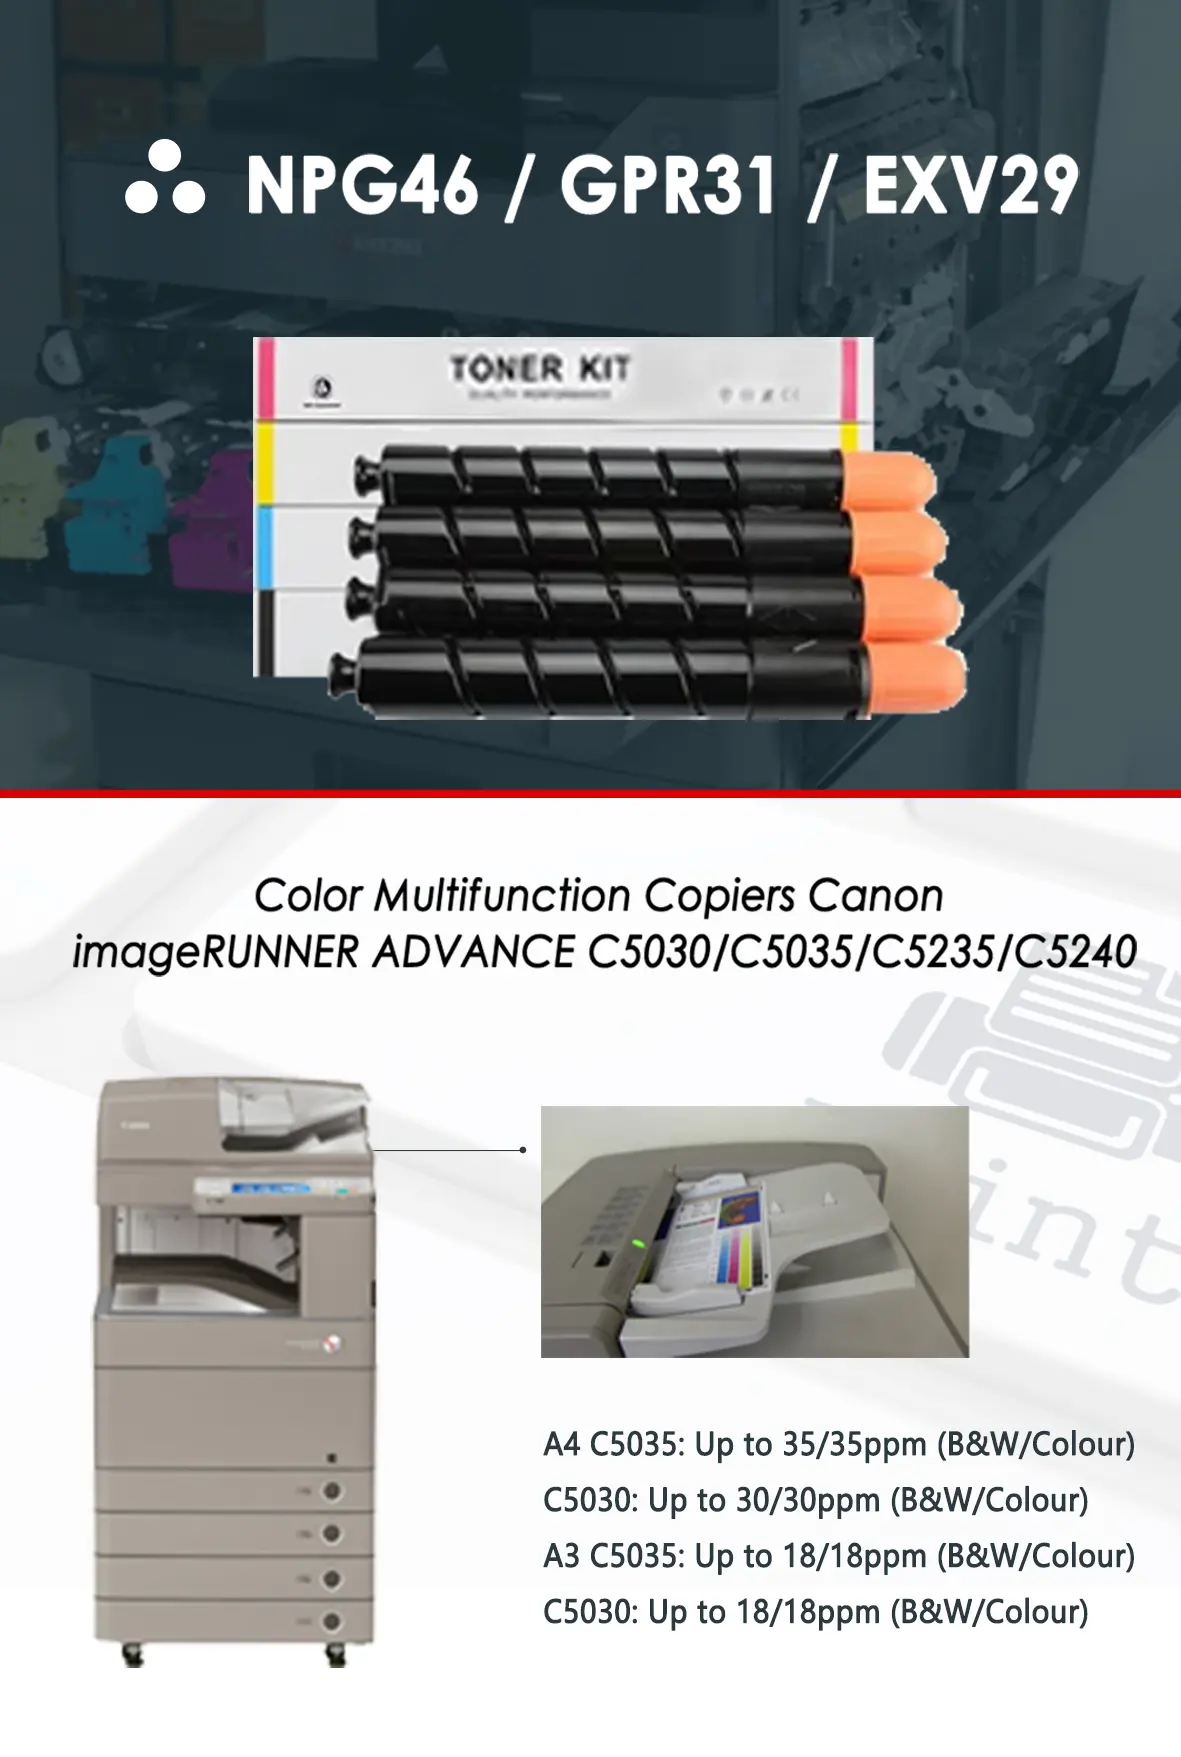 NPG46 / GPR31 / EXV29
TONER KIT
QUALITY PERFORMANCE
Color Multifunction Copiers Canon
imageRUNNER ADVANCE C5030/C5035/C5235/C5240
A4 C5035: Up to 35/35ppm (B&W/Colour)
C5030: Up to 30/30ppm (B&W/Colour)
A3 C5035: Up to 18/18ppm (B&W/Colour)
C5030: Up to 18/18ppm (B&W/Colour)